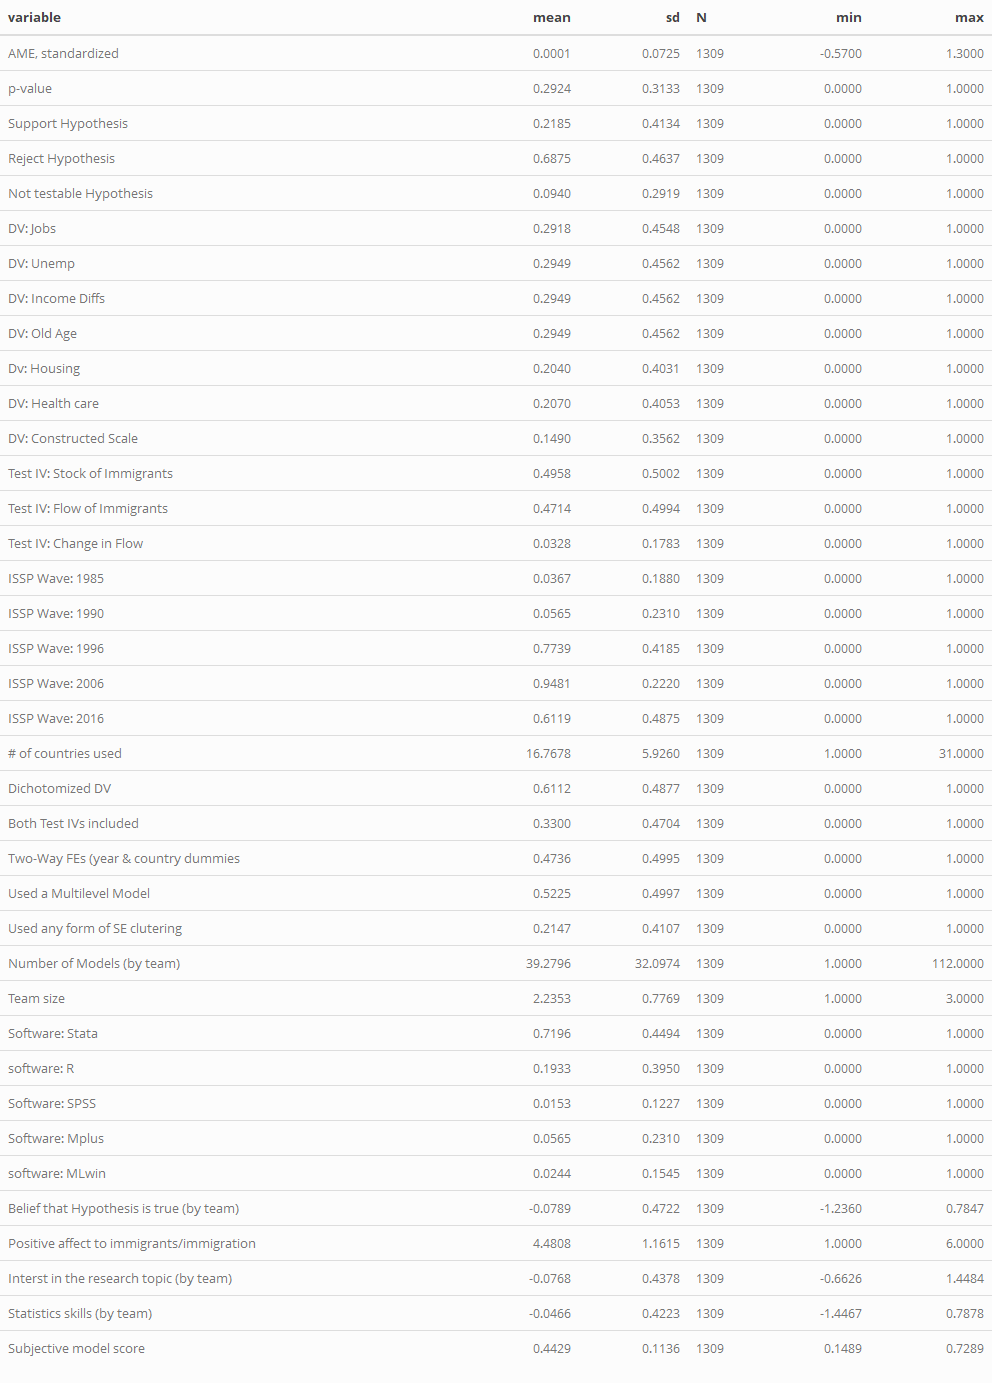 variable mean sd N min max
AME, standardized 0.0001 0.0725 1309 -0.5700 1.3000
p-value 0.2924 0.3133 1309 0.0000 1.0000
Support Hypothesis 0.2185 0.4134 1309 0.0000 1.0000
Reject Hypothesis 0.6875 0.4637 1309 0.0000 1.0000
Not testable Hypothesis 0.0940 0.2919 1309 0.0000 1.0000
DV: Jobs 0.2918 0.4548 1309 0.0000 1.0000
DV: Unemp 0.2949 0.4562 1309 0.0000 1.0000
DV: Income Diffs 0.2949 0.4562 1309 0.0000 1.0000
DV: Old Age 0.2949 0.4562 1309 0.0000 1.0000
Dv: Housing 0.2040 0.4031 1309 0.0000 1.0000
DV: Health care 0.2070 0.4053 1309 0.0000 1.0000
DV: Constructed Scale 0.1490 0.3562 1309 0.0000 1.0000
Test IV: Stock of Immigrants 0.4958 0.5002 1309 0.0000 1.0000
Test IV: Flow of Immigrants 0.4714 0.4994 1309 0.0000 1.0000
Test IV: Change in Flow 0.0328 0.1783 1309 0.0000 1.0000
ISSP Wave: 1985 0.0367 0.1880 1309 0.0000 1.0000
ISSP Wave: 1990 0.0565 0.2310 1309 0.0000 1.0000
ISSP Wave: 1996 0.7739 0.4185 1309 0.0000 1.0000
ISSP Wave: 2006 0.9481 0.2220 1309 0.0000 1.0000
ISSP Wave: 2016 0.6119 0.4875 1309 0.0000 1.0000
# of countries used 16.7678 5.9260 1309 1.0000 31.0000
Dichotomized DV 0.6112 0.4877 1309 0.0000 1.0000
Both Test IVs included 0.3300 0.4704 1309 0.0000 1.0000
Two-Way FEs (year & country dummies 0.4736 0.4995 1309 0.0000 1.0000
Used a Multilevel Model 0.5225 0.4997 1309 0.0000 1.0000
Used any form of SE clutering 0.2147 0.4107 1309 0.0000 1.0000
Number of Models (by team) 39.2796 32.0974 1309 1.0000 112.0000
Team size 2.2353 0.7769 1309 1.0000 3.0000
Software: Stata 0.7196 0.4494 1309 0.0000 1.0000
software: R 0.1933 0.3950 1309 0.0000 1.0000
Software: SPSS 0.0153 0.1227 1309 0.0000 1.0000
Software: Mplus 0.0565 0.2310 1309 0.0000 1.0000
software: MLwin 0.0244 0.1545 1309 0.0000 1.0000
Belief that Hypothesis is true (by team) -0.0789 0.4722 1309 -1.2360 0.7847
Positive affect to immigrants/immigration 4.4808 1.1615 1309 1.0000 6.0000
Interst in the research topic (by team) -0.0768 0.4378 1309 -0.6626 1.4484
Statistics skills (by team) -0.0466 0.4223 1309 -1.4467 0.7878
Subjective model score 0.4429 0.1136 1309 0.1489 0.7289